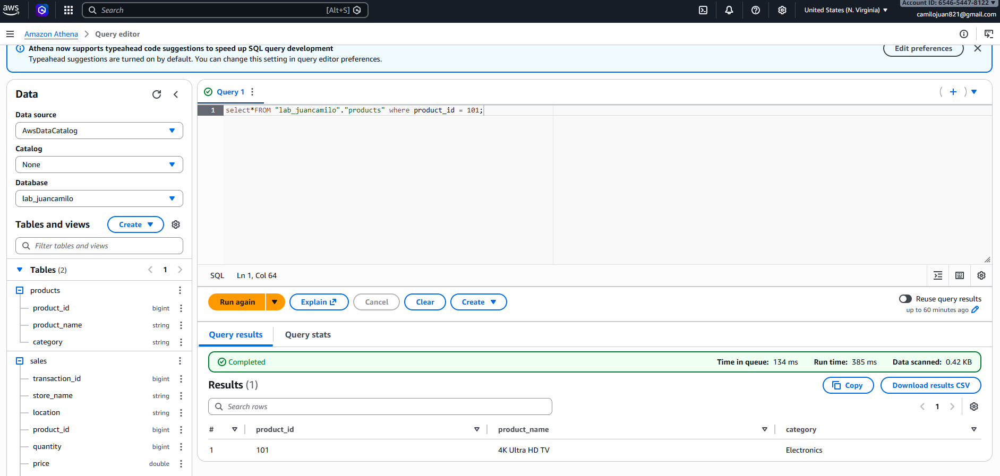 aws
Search
[Alt+S]
United States (N. Virginia)
Account ID: 6546-5447-8122
camilojuan821@gmail.com
Amazon Athena
Query editor
Athena now supports typeahead code suggestions to speed up SQL query development
Typeahead suggestions are turned on by default. You can change this setting in query editor preferences.
Edit preferences
Data
Data source
AwsDataCatalog
Catalog
None
Database
lab_juancamilo
Tables and views
Create
Filter tables and views
Tables (2)
1
products
product_id bigint
product_name string
category string
sales
transaction_id bigint
store_name string
location string
product_id bigint
quantity bigint
price double
Query 1
1 select*FROM "lab_juancamilo"."products" where product_id = 101;
SQL Ln 1, Col 64
Run again
Explain
Cancel
Clear
Create
Reuse query results
up to 60 minutes ago
Query results
Query stats
Completed
Time in queue: 134 ms
Run time: 385 ms
Data scanned: 0.42 KB
Results (1)
Copy
Download results CSV
Search rows
1
# product_id product_name category
1 101 4K Ultra HD TV Electronics